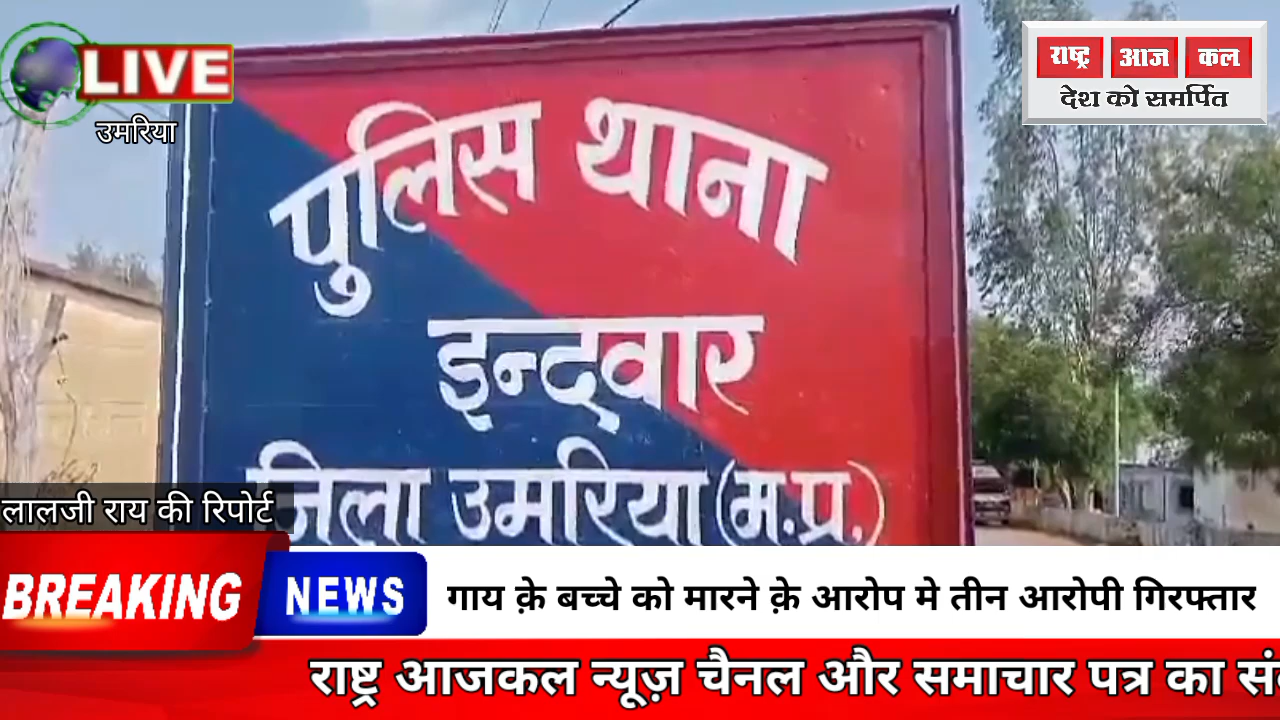 LIVE
उमरिया
राष्ट्र आज कल
देश को समर्पित
पुलिस थाना
इन्दवार
जिला उमरिया (म.प्र.)
लालजी राय की रिपोर्ट
BREAKING NEWS
गाय क़े बच्चे को मारने क़े आरोप मे तीन आरोपी गिरफ्तार
राष्ट्र आजकल न्यूज़ चैनल और समाचार पत्र का